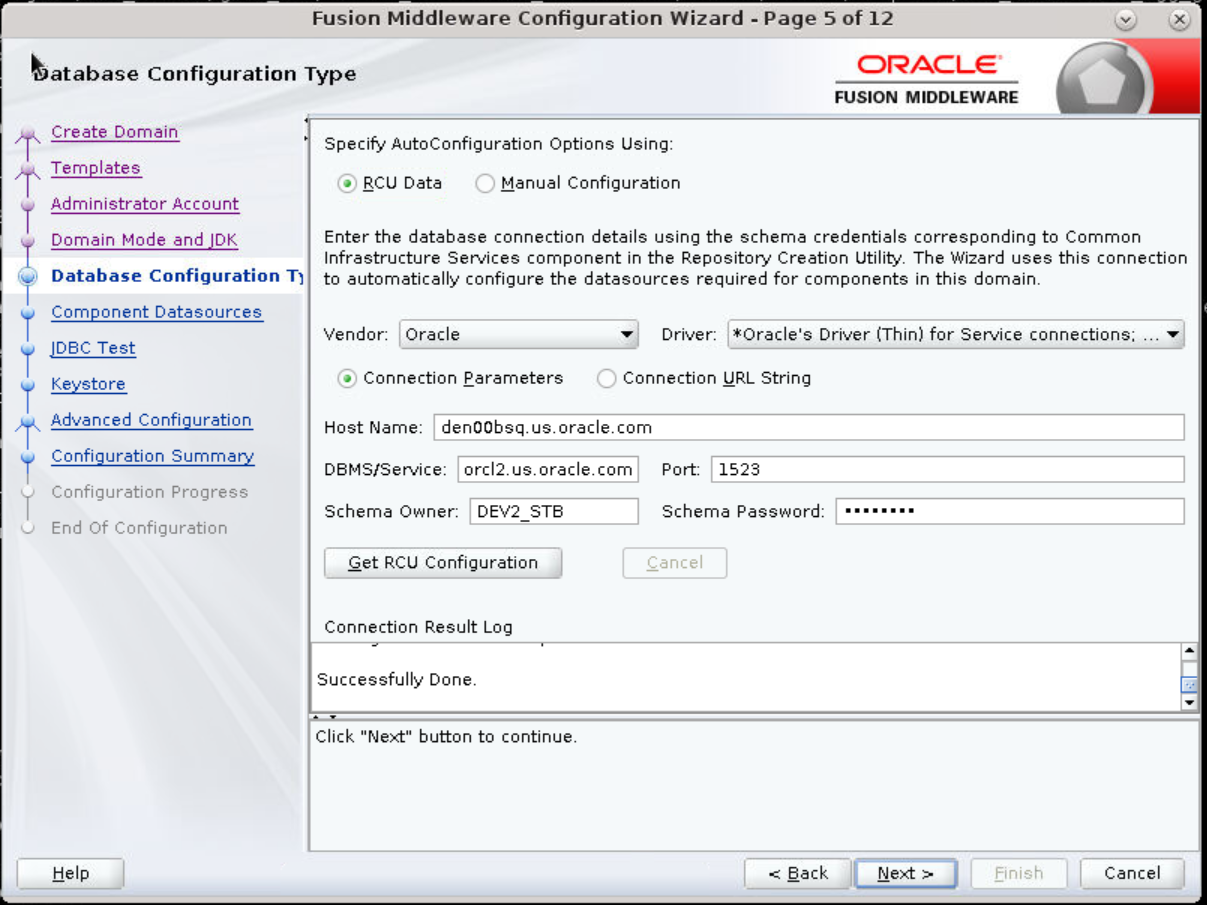 Fusion Middleware Configuration Wizard - Page 5 of 12
Database Configuration Type
ORACLE
FUSION MIDDLEWARE
Create Domain
Templates
Administrator Account
Domain Mode and JDK
Database Configuration Ty
Component Datasources
JDBC Test
Keystore
Advanced Configuration
Configuration Summary
Configuration Progress
End Of Configuration
Specify AutoConfiguration Options Using:
RCU Data Manual Configuration
Enter the database connection details using the schema credentials corresponding to Common
Infrastructure Services component in the Repository Creation Utility. The Wizard uses this connection
to automatically configure the datasources required for components in this domain.
Vendor: Oracle Driver: *Oracle's Driver (Thin) for Service connections; ...
Connection Parameters Connection URL String
Host Name: den00bsq.us.oracle.com
DBMS/Service: orcl2.us.oracle.com Port: 1523
Schema Owner: DEV2_STB Schema Password: ••••••••
Get RCU Configuration Cancel
Connection Result Log
Successfully Done.
Click "Next" button to continue.
Help < Back Next > Finish Cancel